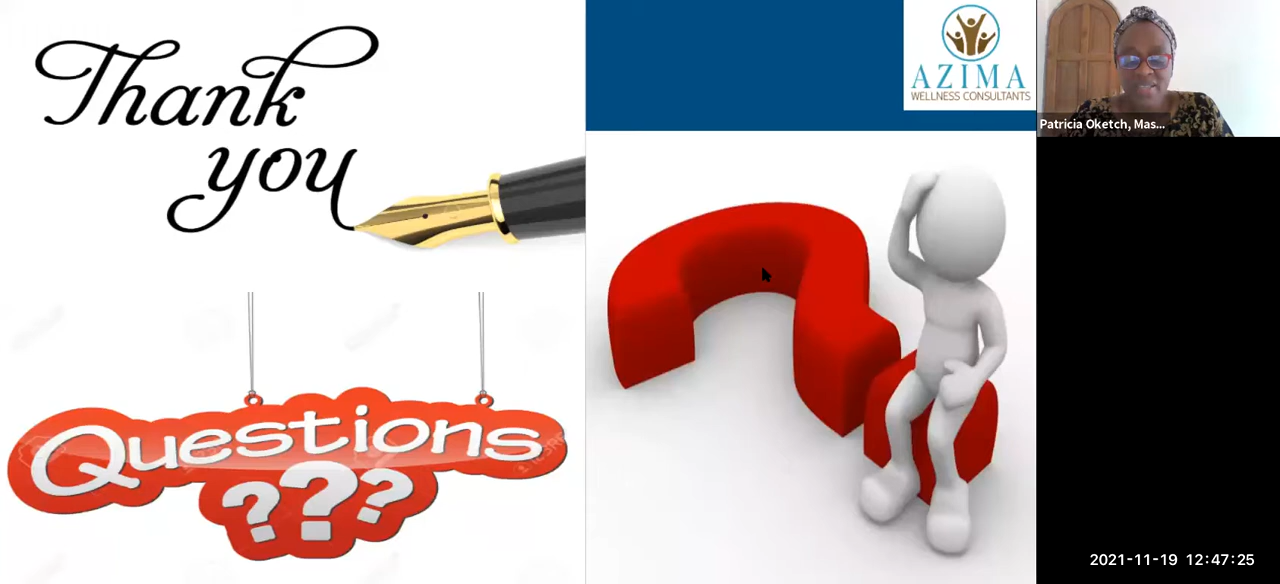 Thank
you
AZIMA
WELLNESS CONSULTANTS
Patricia Oketch, Mas...
Questions
???
2021-11-19 12:47:25